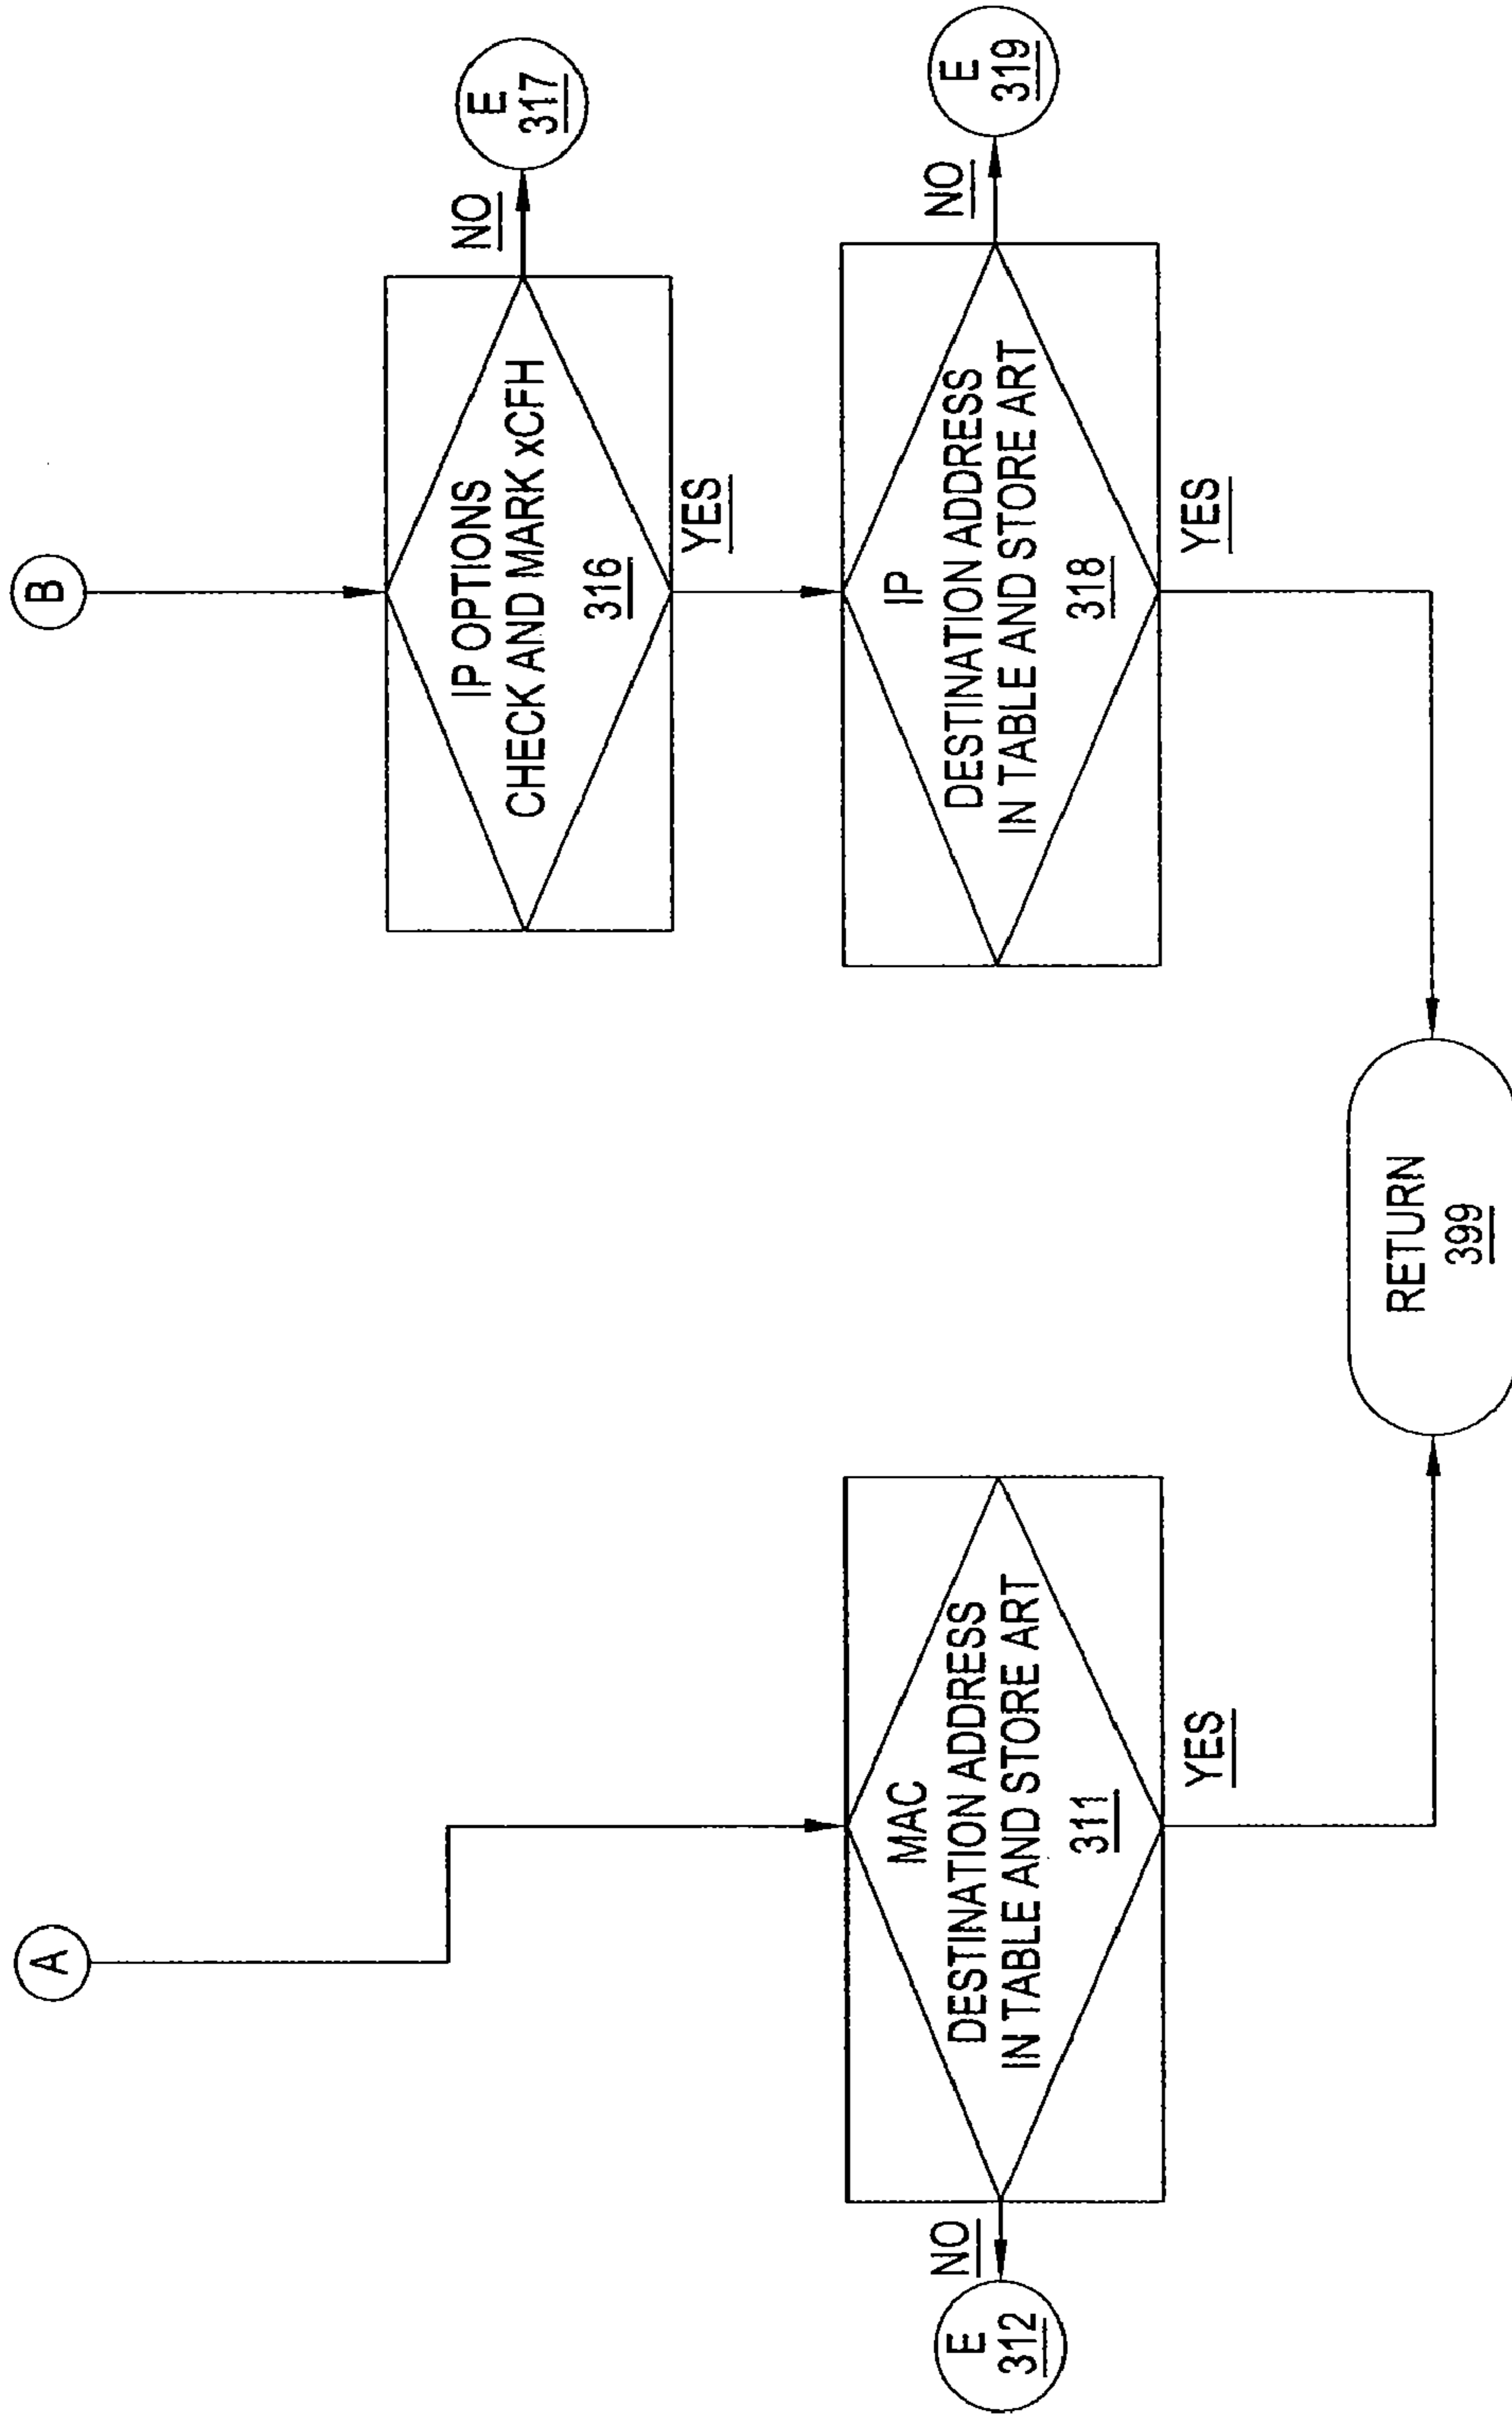 A
B
MAC
DESTINATION ADDRESS
IN TABLE AND STORE ART
311
NO
E
312
YES
IP OPTIONS
CHECK AND MARK xCFH
316
NO
E
317
YES
IP
DESTINATION ADDRESS
IN TABLE AND STORE ART
318
NO
E
319
YES
RETURN
399